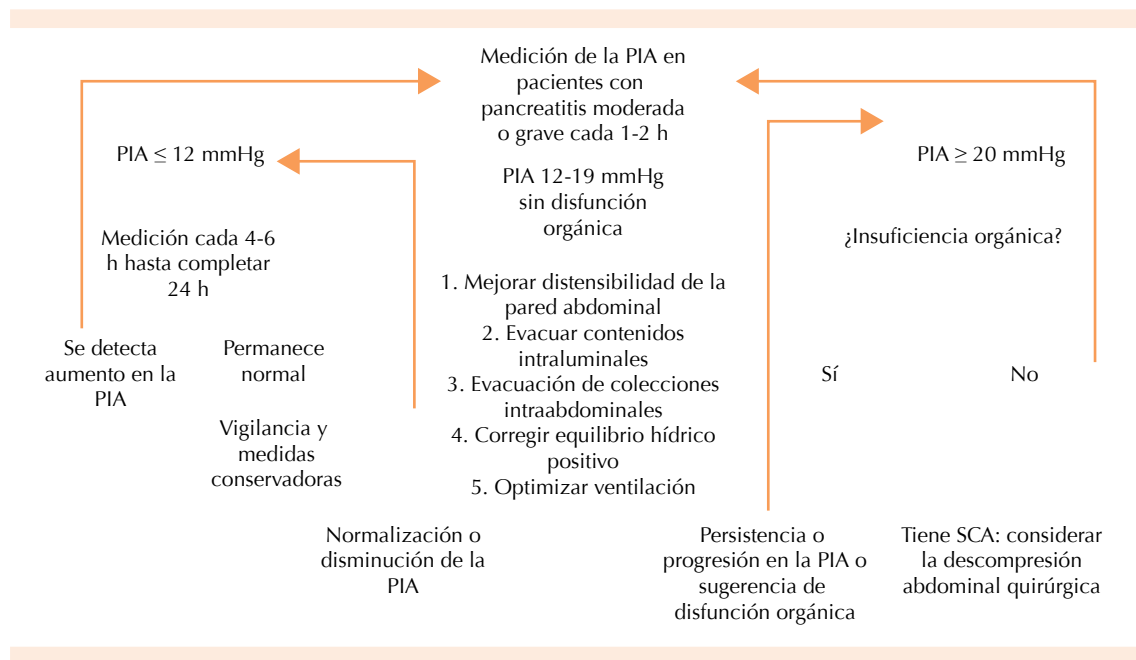 Medición de la PIA en
pacientes con
pancreatitis moderada
o grave cada 1-2 h
PIA ≤ 12 mmHg
Medición cada 4-6
h hasta completar
24 h
Se detecta
aumento en la
PIA
Permanece
normal
Vigilancia y
medidas
conservadoras
PIA 12-19 mmHg
sin disfunción
orgánica
1. Mejorar distensibilidad de la
pared abdominal
2. Evacuar contenidos
intraluminales
3. Evacuación de colecciones
intraabdominales
4. Corregir equilibrio hídrico
positivo
5. Optimizar ventilación
Normalización o
disminución de la
PIA
Persistencia o
progresión en la PIA o
sugerencia de
disfunción orgánica
PIA ≥ 20 mmHg
¿Insuficiencia orgánica?
Sí
No
Tiene SCA: considerar
la descompresión
abdominal quirúrgica